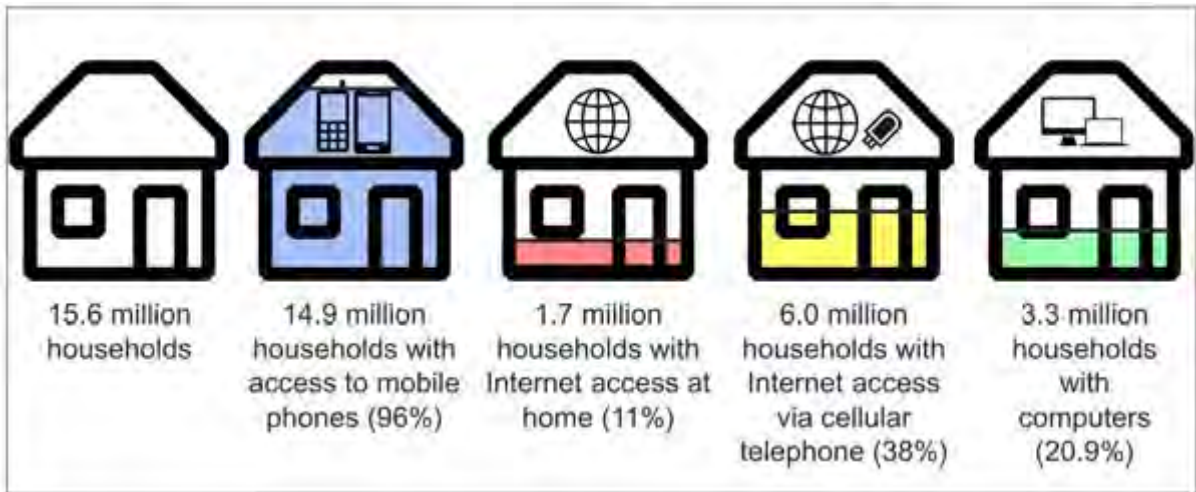 15.6 million
households
14.9 million
households with
access to mobile
phones (96%)
1.7 million
households with
Internet access at
home (11%)
6.0 million
households with
Internet access
via cellular
telephone (38%)
3.3 million
households
with
computers
(20.9%)